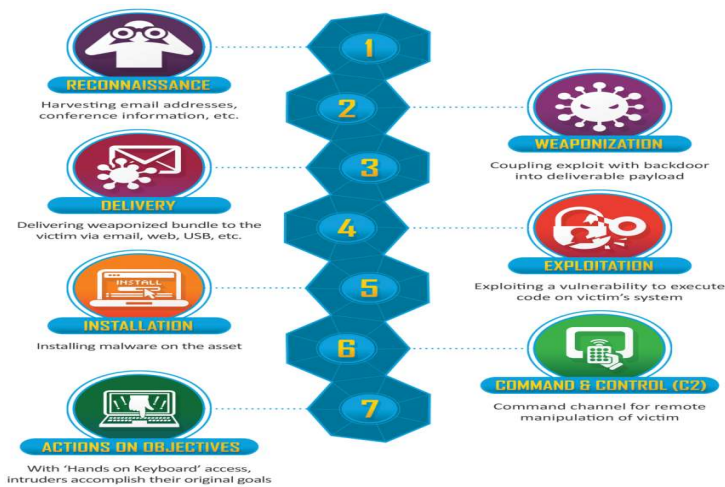 1
RECONNAISSANCE
Harvesting email addresses,
conference information, etc.
2
WEAPONIZATION
Coupling exploit with backdoor
into deliverable payload
3
DELIVERY
Delivering weaponized bundle to the
victim via email, web, USB, etc.
4
EXPLOITATION
Exploiting a vulnerability to execute
code on victim's system
5
INSTALL
INSTALLATION
Installing malware on the asset
6
COMMAND & CONTROL (C2)
Command channel for remote
manipulation of victim
7
ACTIONS ON OBJECTIVES
With 'Hands on Keyboard' access,
intruders accomplish their original goals